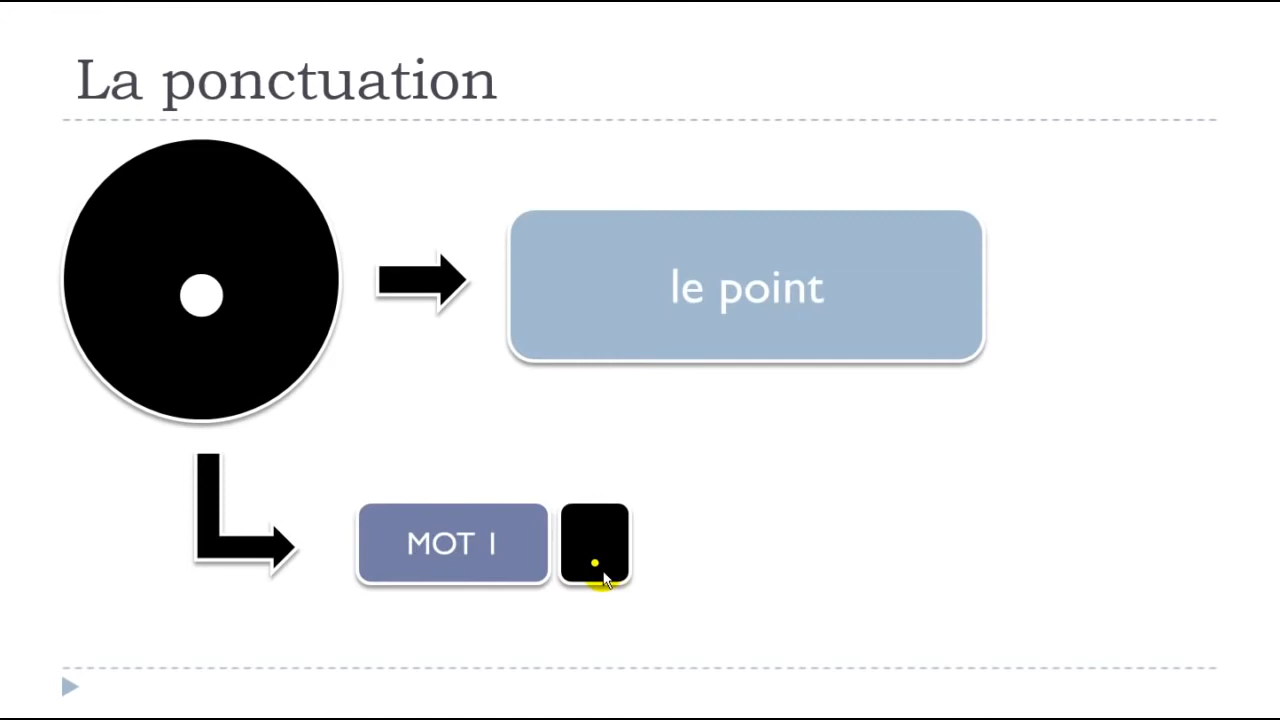 La ponctuation
.
le point
MOT 1
.